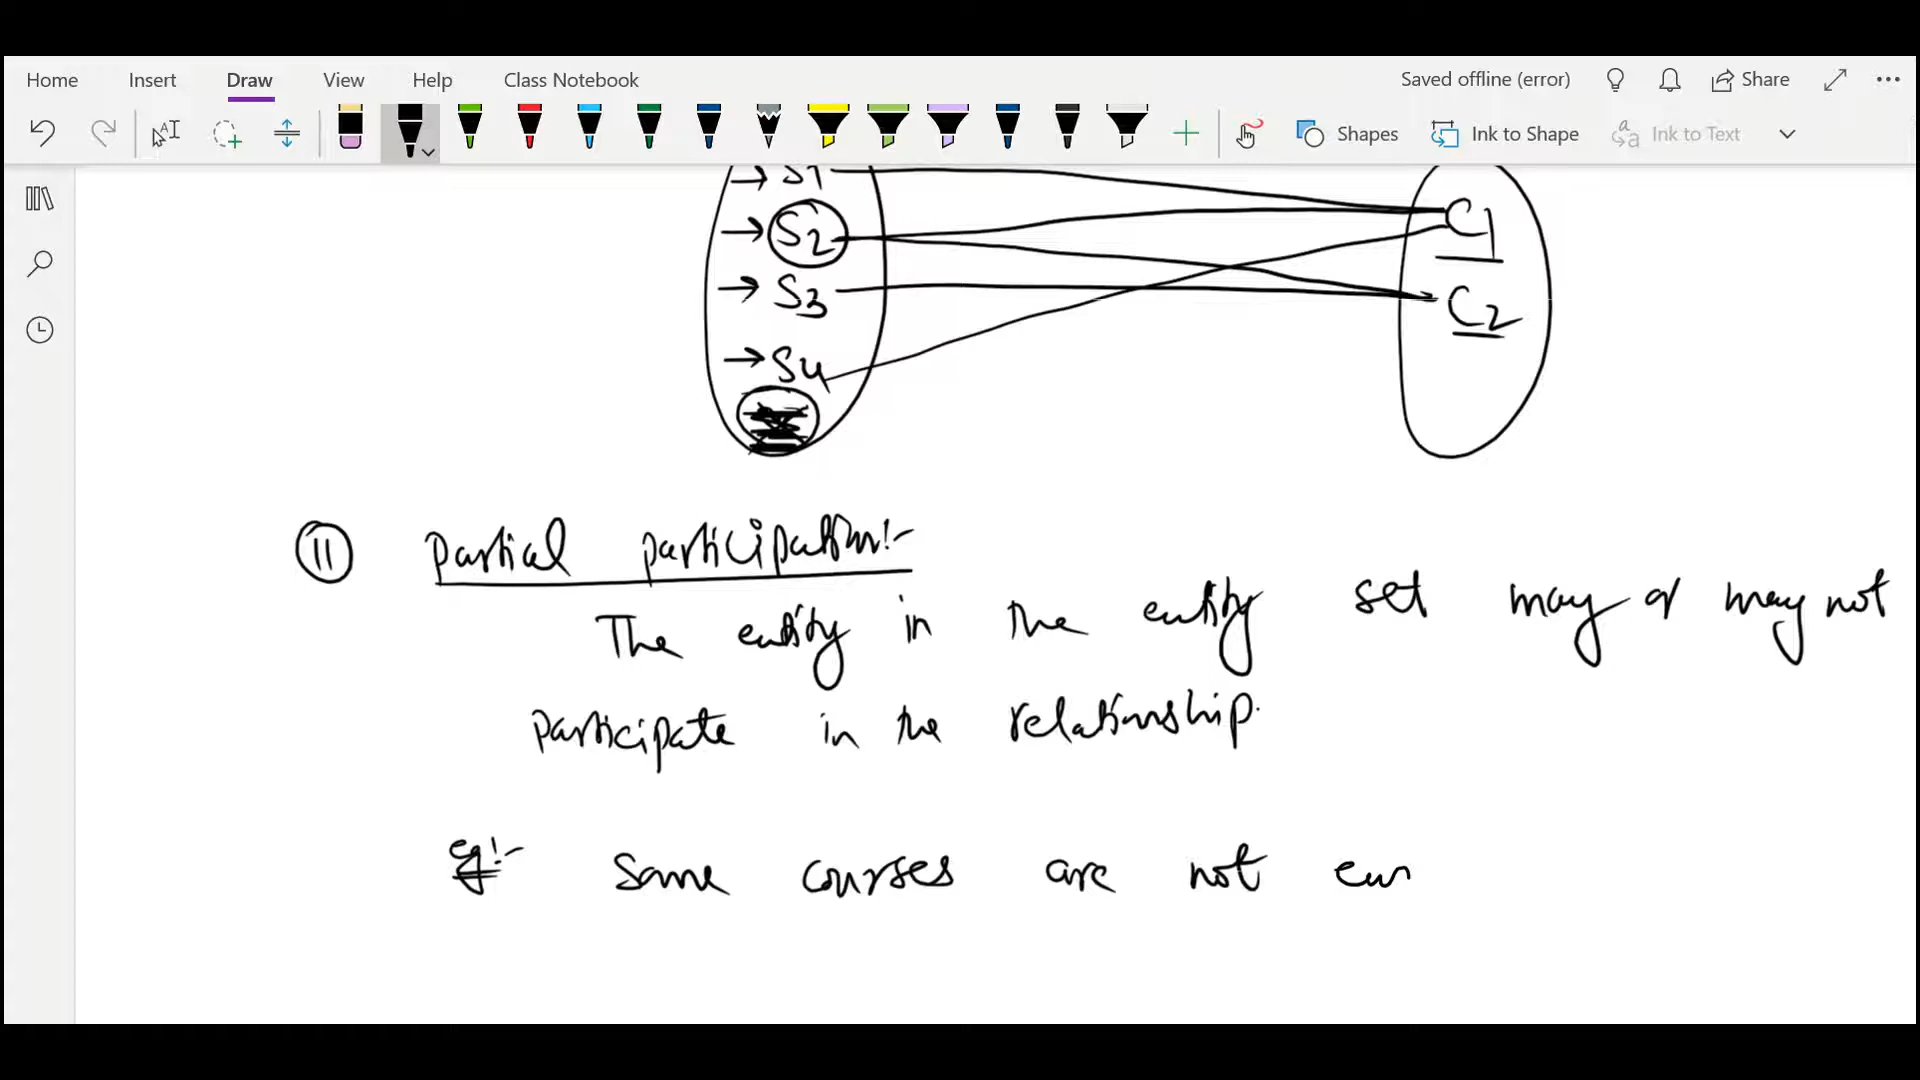 Home Insert Draw View Help Class Notebook Saved offline (error) Share
Shapes Ink to Shape Ink to Text
S1
S2 C1
S3 C2
S4
II Partial participation:-
The entity in the entity set may or may not
participate in the relationship.
eg:- Some courses are not